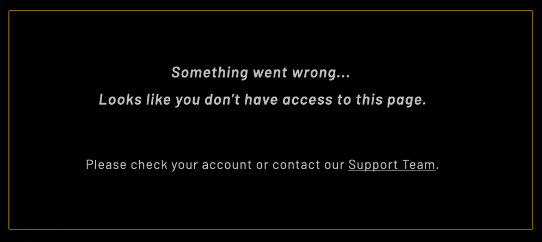 Something went wrong...
Looks like you don’t have access to this page.
Please check your account or contact our Support Team.